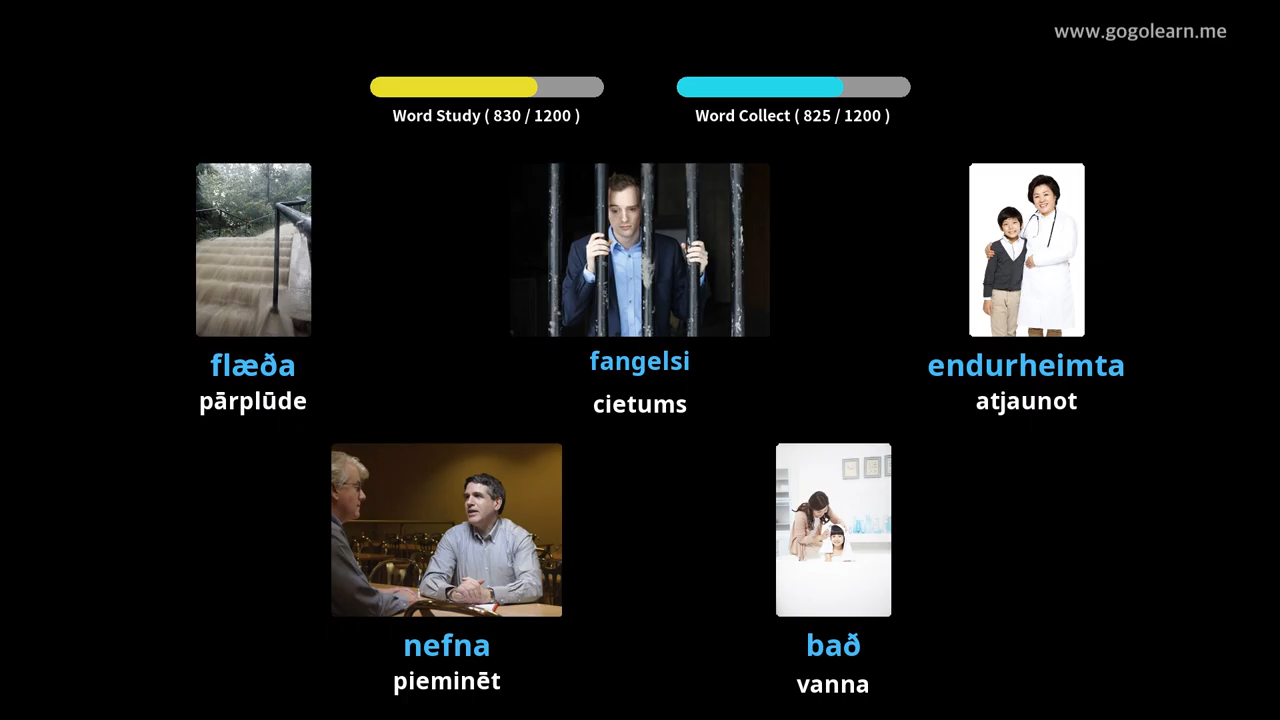 www.gogolearn.me
Word Study ( 830 / 1200 )
Word Collect ( 825 / 1200 )
flæða
pārplūde
fangelsi
cietums
endurheimta
atjaunot
nefna
pieminēt
bað
vanna